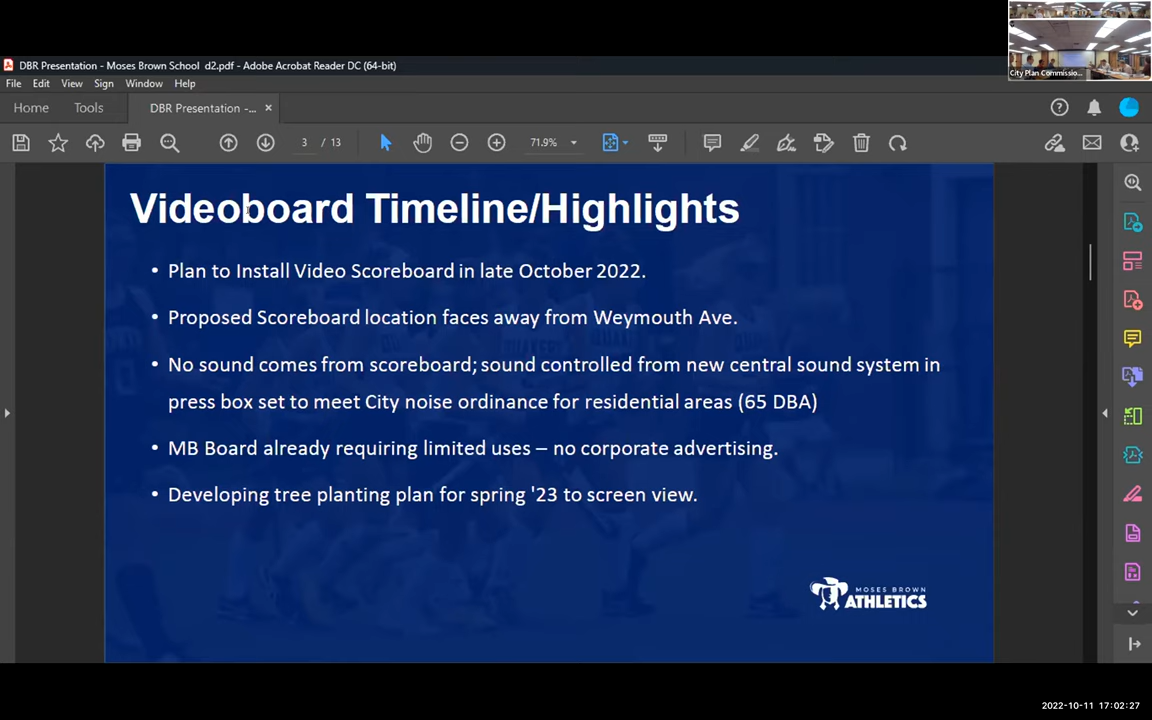 City Plan Commissio...
DBR Presentation - Moses Brown School d2.pdf - Adobe Acrobat Reader DC (64-bit)
File Edit View Sign Window Help
Home Tools DBR Presentation -... ×
3 / 13 71.9%
Videoboard Timeline/Highlights
• Plan to Install Video Scoreboard in late October 2022.
• Proposed Scoreboard location faces away from Weymouth Ave.
• No sound comes from scoreboard; sound controlled from new central sound system in
press box set to meet City noise ordinance for residential areas (65 DBA)
• MB Board already requiring limited uses – no corporate advertising.
• Developing tree planting plan for spring '23 to screen view.
MOSES BROWN
ATHLETICS
2022-10-11 17:02:27